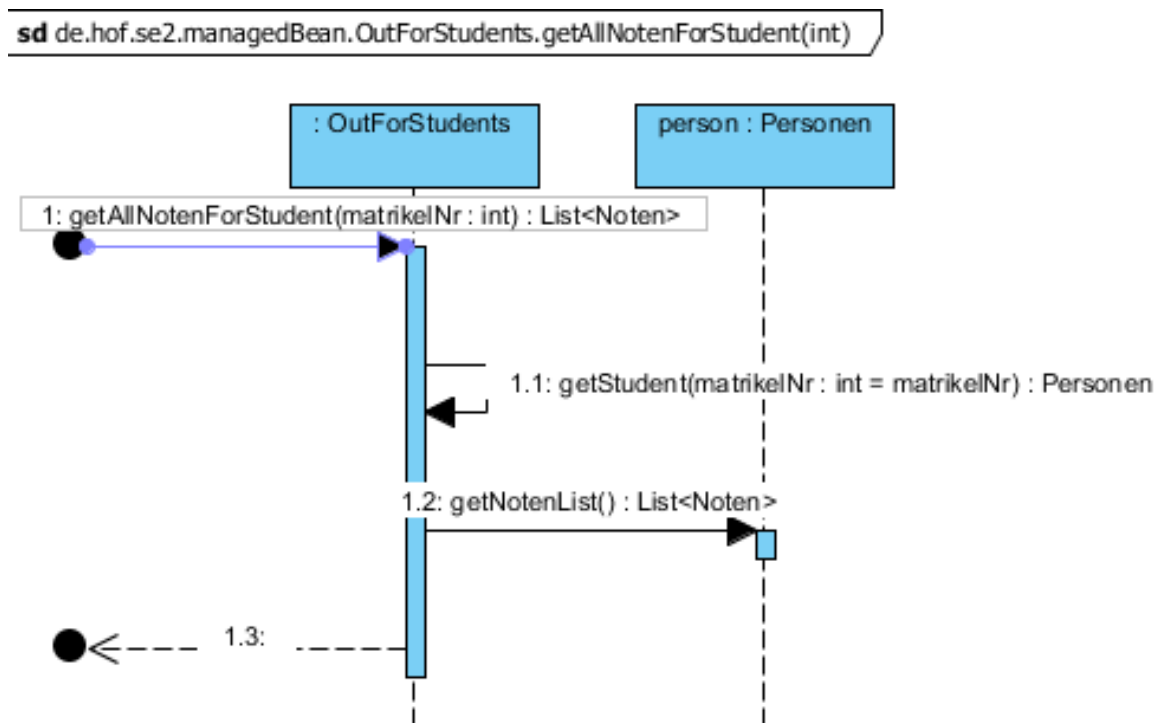 sd de.hof.se2.managedBean.OutForStudents.getAllNotenForStudent(int)
: OutForStudents
person : Personen
1: getAllNotenForStudent(matrikelNr : int) : List<Noten>
1.1: getStudent(matrikelNr : int = matrikelNr) : Personen
1.2: getNotenList() : List<Noten>
1.3: